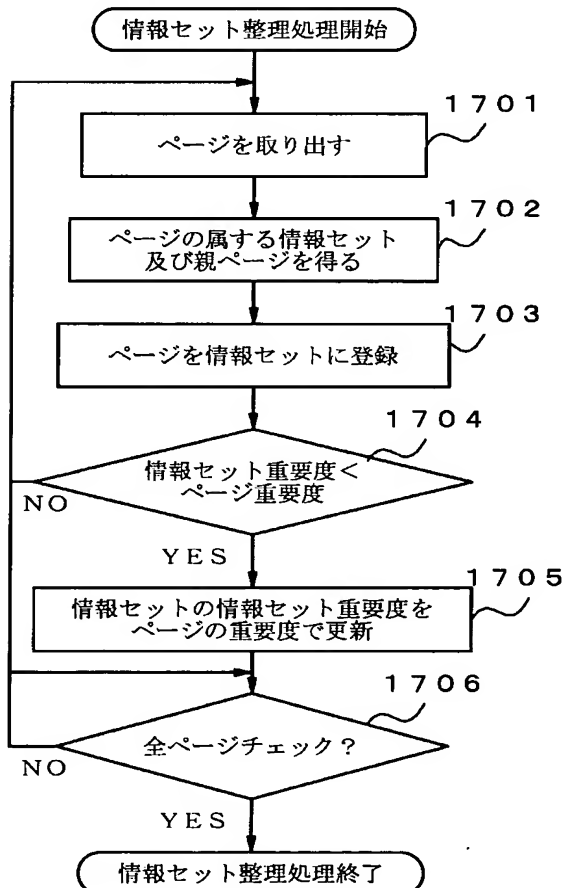 情報セット整理処理開始
1701
ページを取り出す
1702
ページの属する情報セット
及び親ページを得る
1703
ページを情報セットに登録
1704
情報セット重要度<
ページ重要度
NO
YES
1705
情報セットの情報セット重要度を
ページの重要度で更新
1706
全ページチェック?
NO
YES
情報セット整理処理終了